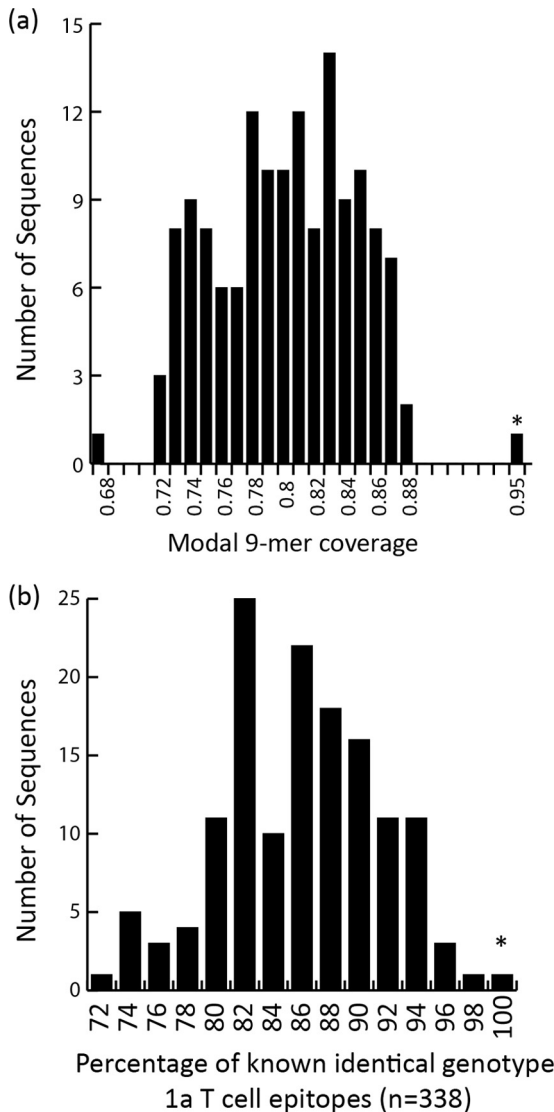 (a)
15
12
9
6
3
0
Number of Sequences
*
0.68 0.72 0.74 0.76 0.78 0.8 0.82 0.84 0.86 0.88 0.95
Modal 9-mer coverage
(b)
25
20
15
10
5
0
Number of Sequences
*
72 74 76 78 80 82 84 86 88 90 92 94 96 98 100
Percentage of known identical genotype
1a T cell epitopes (n=338)